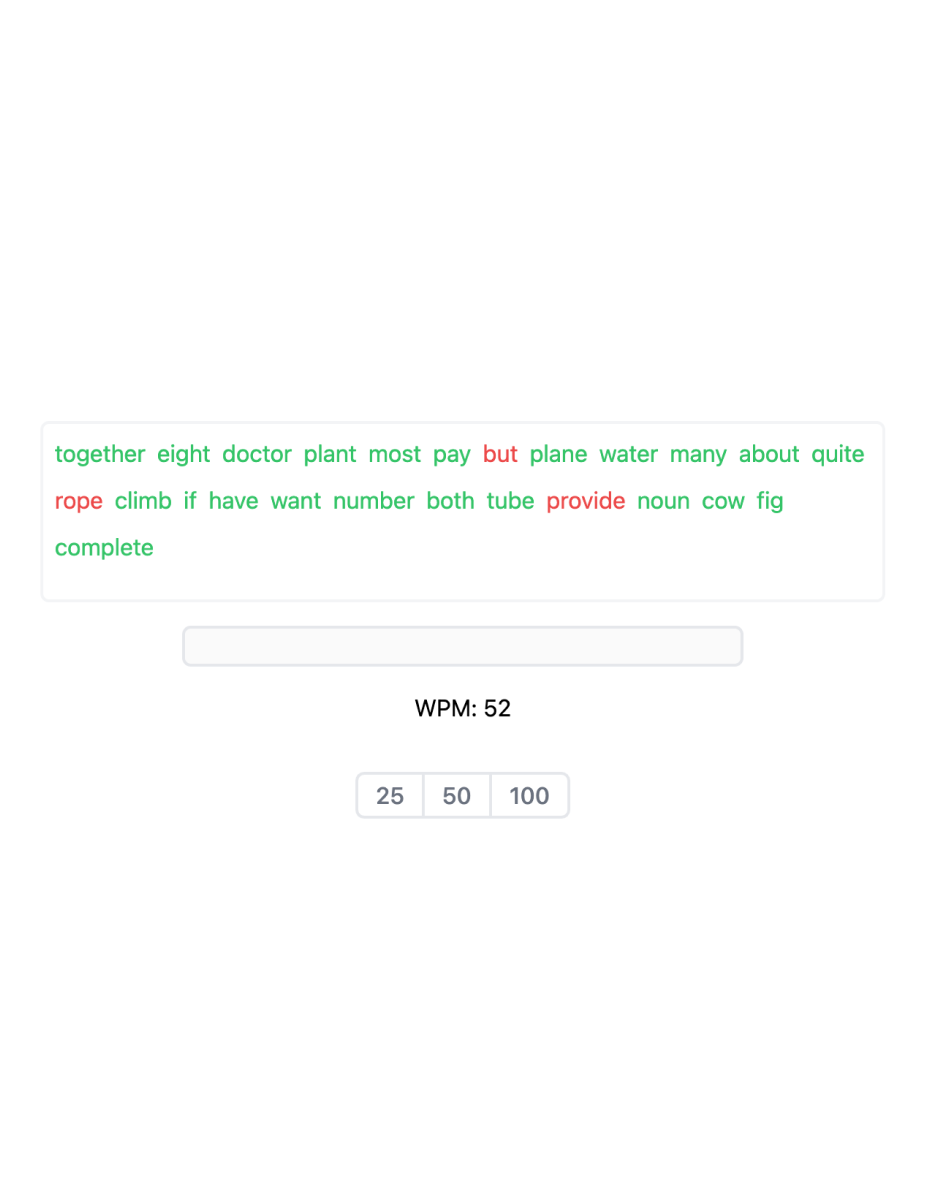 together eight doctor plant most pay but plane water many about quite
rope climb if have want number both tube provide noun cow fig
complete
WPM: 52
25 50 100